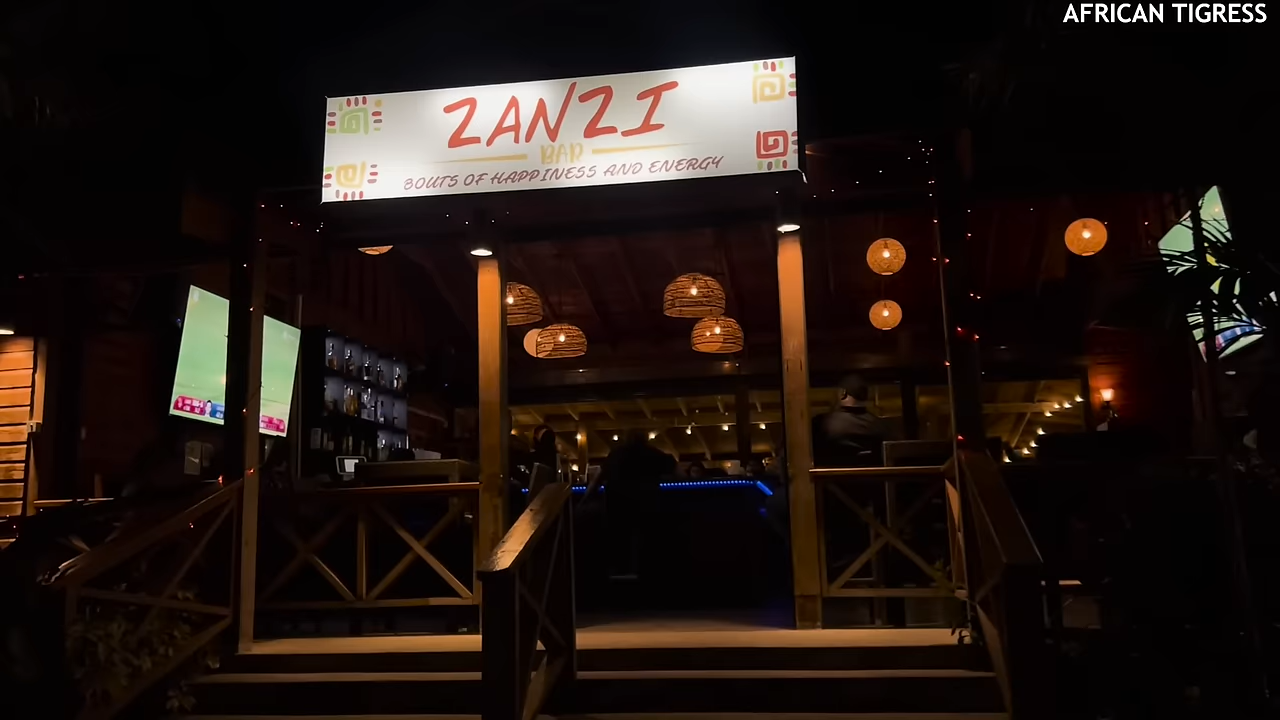 AFRICAN TIGRESS
ZANZI
BAR
BOUTS OF HAPPINESS AND ENERGY